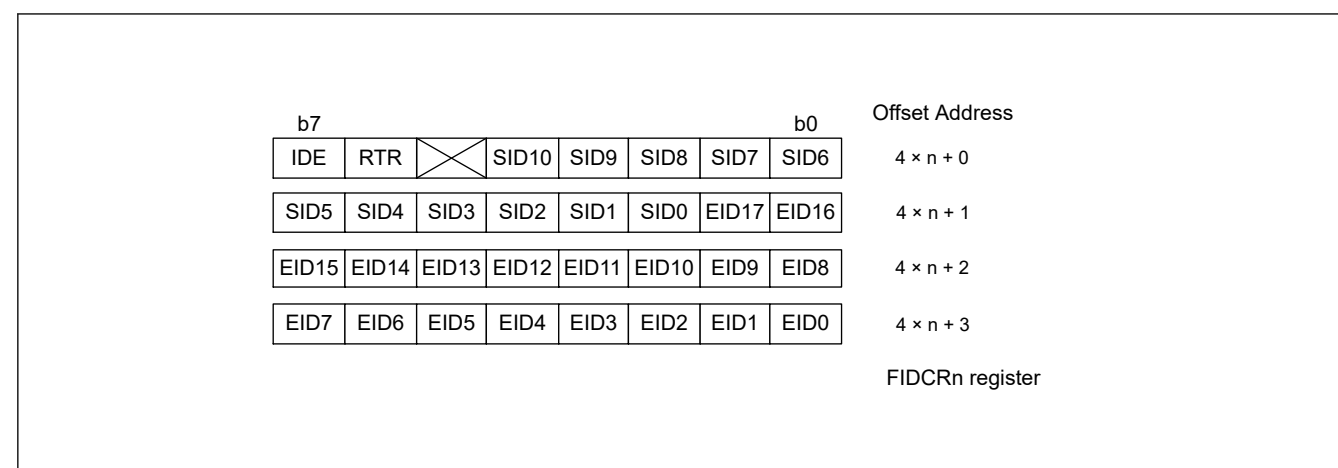 b7 b0 Offset Address
IDE RTR SID10 SID9 SID8 SID7 SID6 4 × n + 0
SID5 SID4 SID3 SID2 SID1 SID0 EID17 EID16 4 × n + 1
EID15 EID14 EID13 EID12 EID11 EID10 EID9 EID8 4 × n + 2
EID7 EID6 EID5 EID4 EID3 EID2 EID1 EID0 4 × n + 3
FIDCRn register